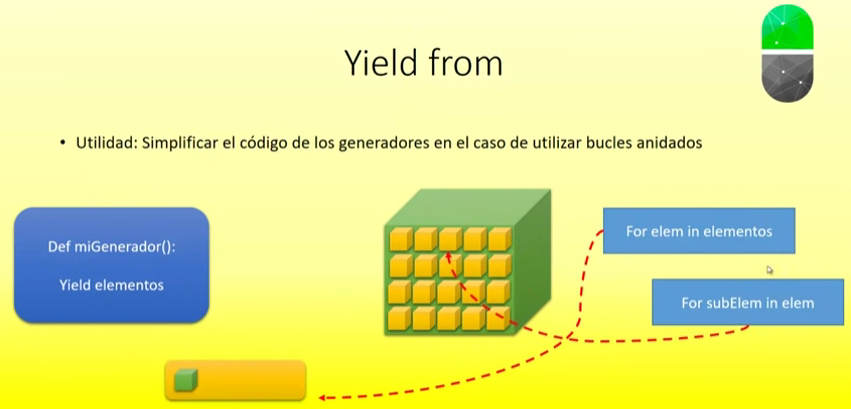 Yield from
• Utilidad: Simplificar el código de los generadores en el caso de utilizar bucles anidados
Def miGenerador():
Yield elementos
For elem in elementos
For subElem in elem